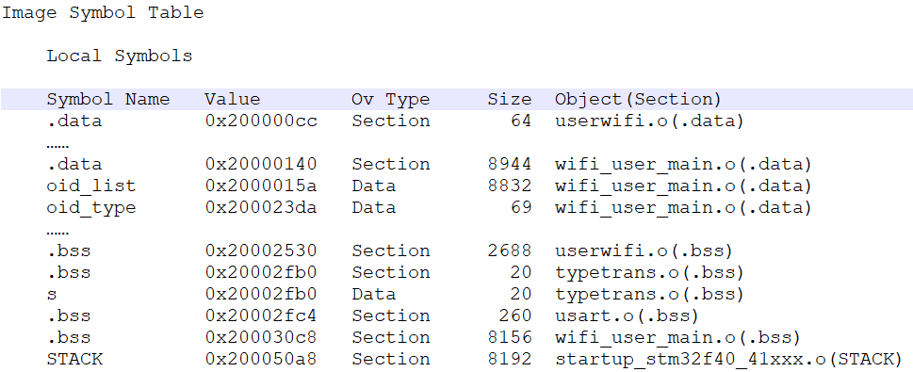 Image Symbol Table
Local Symbols
Symbol Name Value Ov Type Size Object(Section)
.data 0x200000cc Section 64 userwifi.o(.data)
……
.data 0x20000140 Section 8944 wifi_user_main.o(.data)
oid_list 0x2000015a Data 8832 wifi_user_main.o(.data)
oid_type 0x200023da Data 69 wifi_user_main.o(.data)
……
.bss 0x20002530 Section 2688 userwifi.o(.bss)
.bss 0x20002fb0 Section 20 typetrans.o(.bss)
s 0x20002fb0 Data 20 typetrans.o(.bss)
.bss 0x20002fc4 Section 260 usart.o(.bss)
.bss 0x200030c8 Section 8156 wifi_user_main.o(.bss)
STACK 0x200050a8 Section 8192 startup_stm32f40_41xxx.o(STACK)